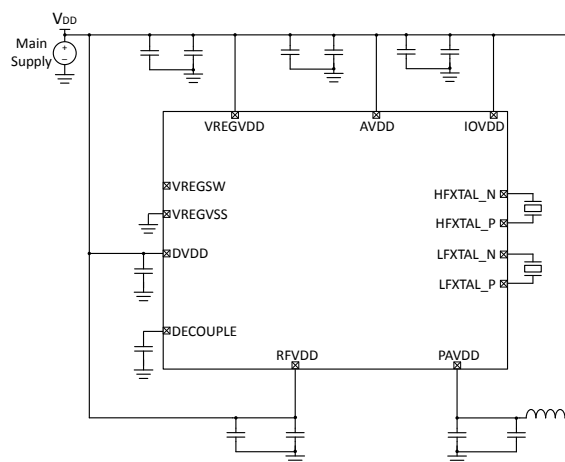 VDD
Main
Supply
VREGVDD
AVDD
IOVDD
VREGSW
HFXTAL_N
VREGVSS
HFXTAL_P
DVDD
LFXTAL_N
LFXTAL_P
DECOUPLE
RFVDD
PAVDD